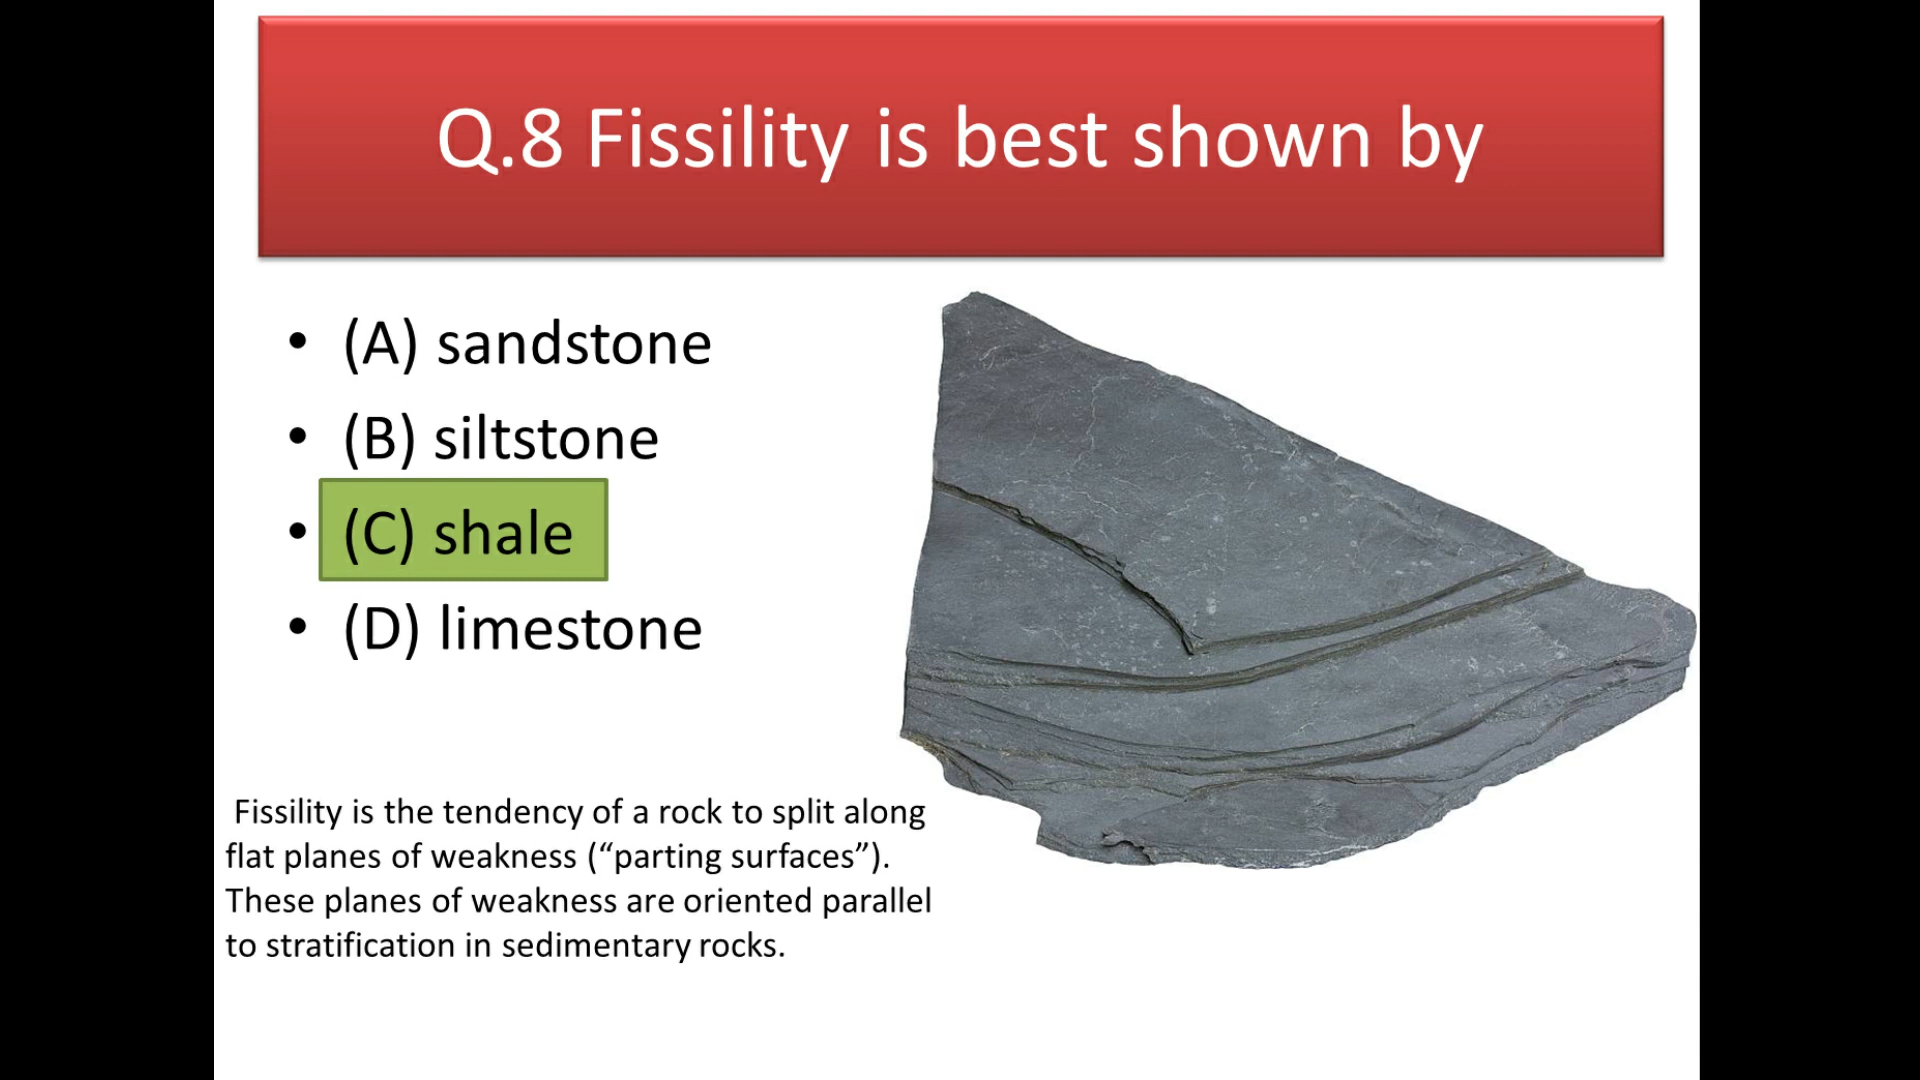 Q.8 Fissility is best shown by
• (A) sandstone
• (B) siltstone
• (C) shale
• (D) limestone
Fissility is the tendency of a rock to split along
flat planes of weakness (“parting surfaces”).
These planes of weakness are oriented parallel
to stratification in sedimentary rocks.